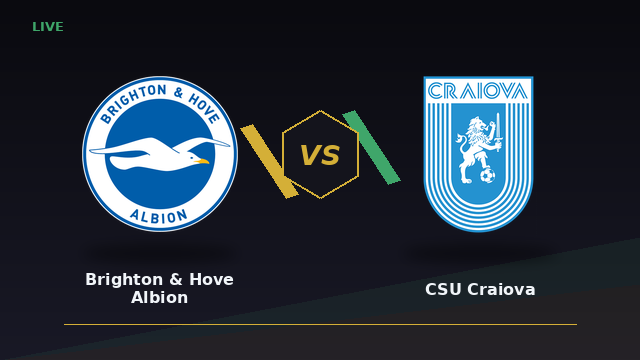 LIVE
BRIGHTON & HOVE
ALBION
CRAIOVA
VS
Brighton & Hove
Albion
CSU Craiova